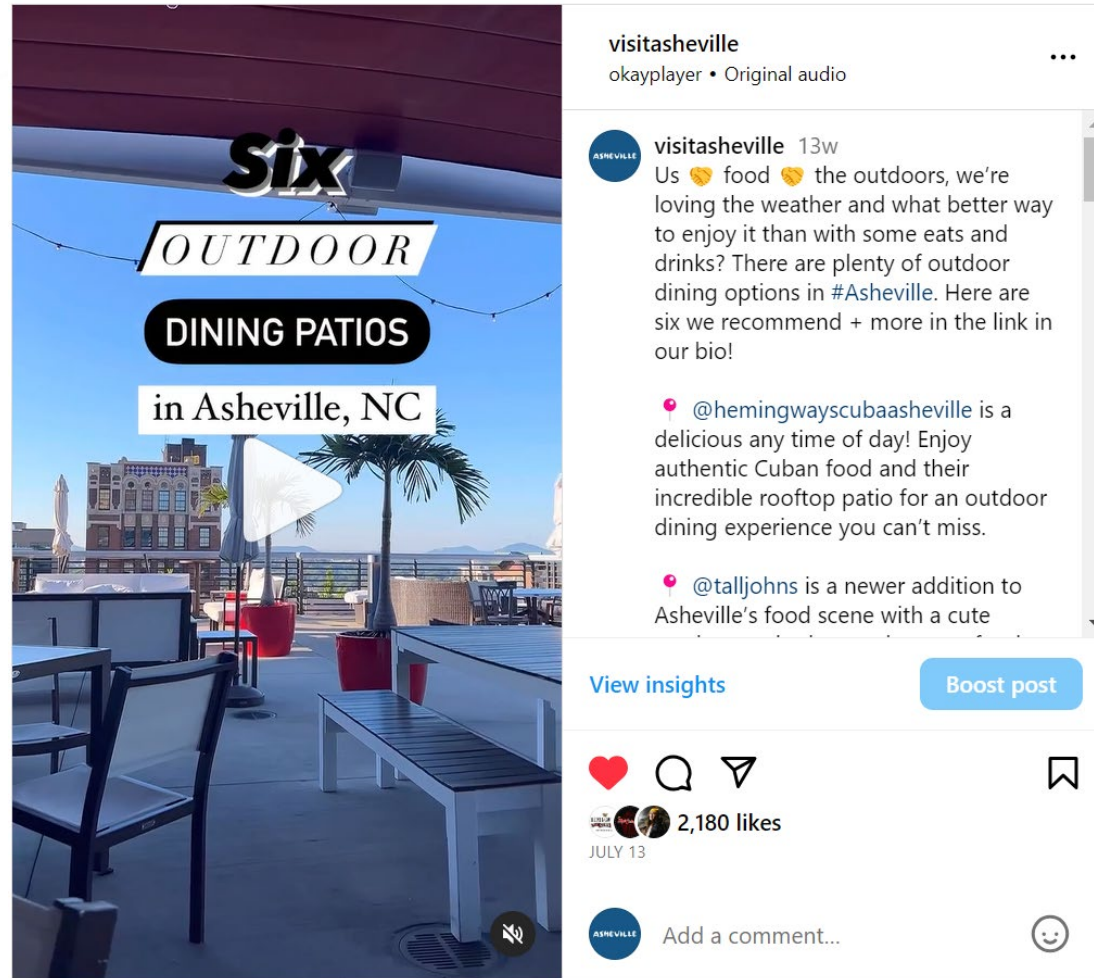 Six
OUTDOOR
DINING PATIOS
in Asheville, NC
visitasheville
okayplayer • Original audio
ASHEVILLE
visitasheville 13w
Us 🤝 food 🤝 the outdoors, we're
loving the weather and what better way
to enjoy it than with some eats and
drinks? There are plenty of outdoor
dining options in #Asheville. Here are
six we recommend + more in the link in
our bio!
📍 @hemingwayscubaasheville is a
delicious any time of day! Enjoy
authentic Cuban food and their
incredible rooftop patio for an outdoor
dining experience you can't miss.
📍 @talljohns is a newer addition to
Asheville's food scene with a cute
View insights
Boost post
2,180 likes
JULY 13
ASHEVILLE
Add a comment...